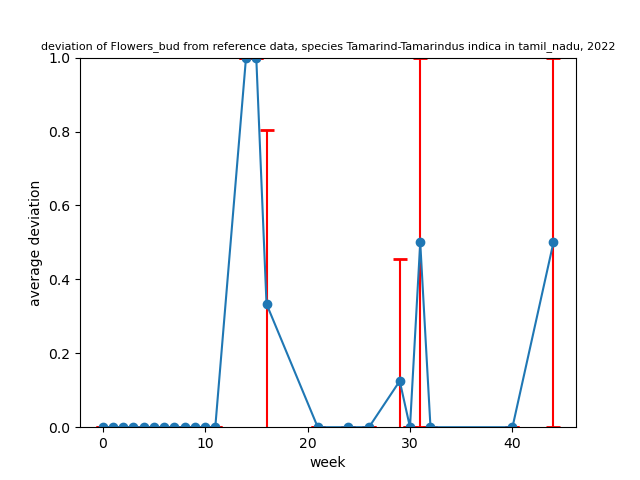 deviation of Flowers_bud from reference data, species Tamarind-Tamarindus indica in tamil_nadu, 2022
1.0
0.8
0.6
0.4
0.2
0.0
average deviation
0 10 20 30 40
week